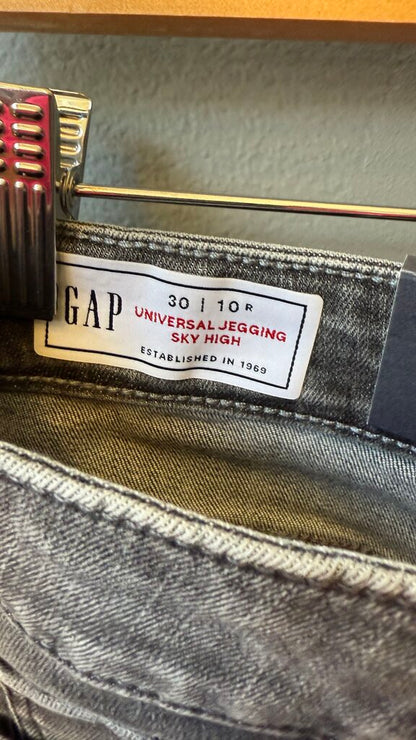 GAP
30 | 10 R
UNIVERSAL JEGGING
SKY HIGH
ESTABLISHED IN 1969